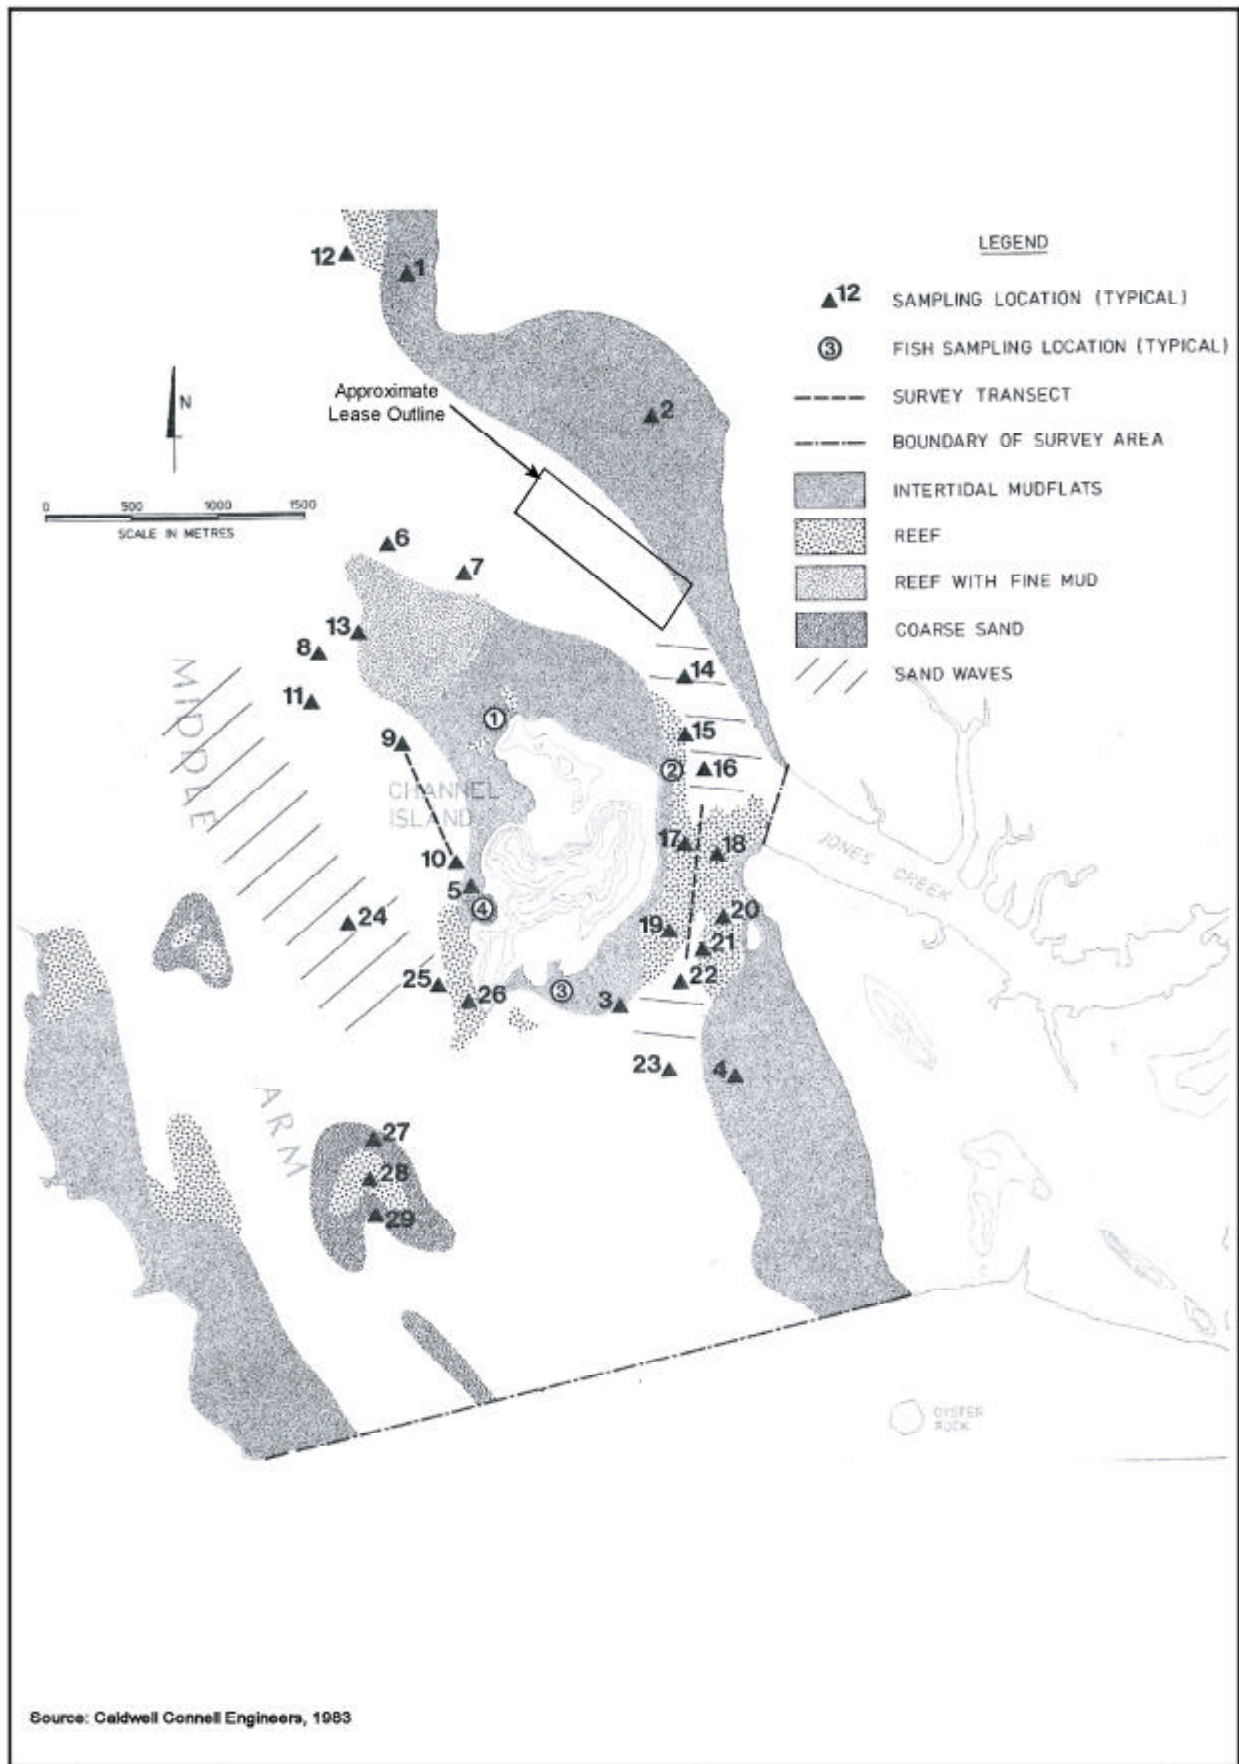 LEGEND
12 SAMPLING LOCATION (TYPICAL)
3 FISH SAMPLING LOCATION (TYPICAL)
SURVEY TRANSECT
BOUNDARY OF SURVEY AREA
INTERTIDAL MUDFLATS
REEF
REEF WITH FINE MUD
COARSE SAND
SAND WAVES
12
1
2
Approximate
Lease Outline
N
0 500 1000 1500
SCALE IN METRES
6
7
13
8
11
14
1
15
9
2
16
MIDDLE
CHANNEL
ISLAND
17
18
JONES CREEK
10
5
4
20
24
19
21
25
22
26
3
3
23
4
ARM
27
28
29
OYSTER
ROCK
Source: Caldwell Connell Engineers, 1983